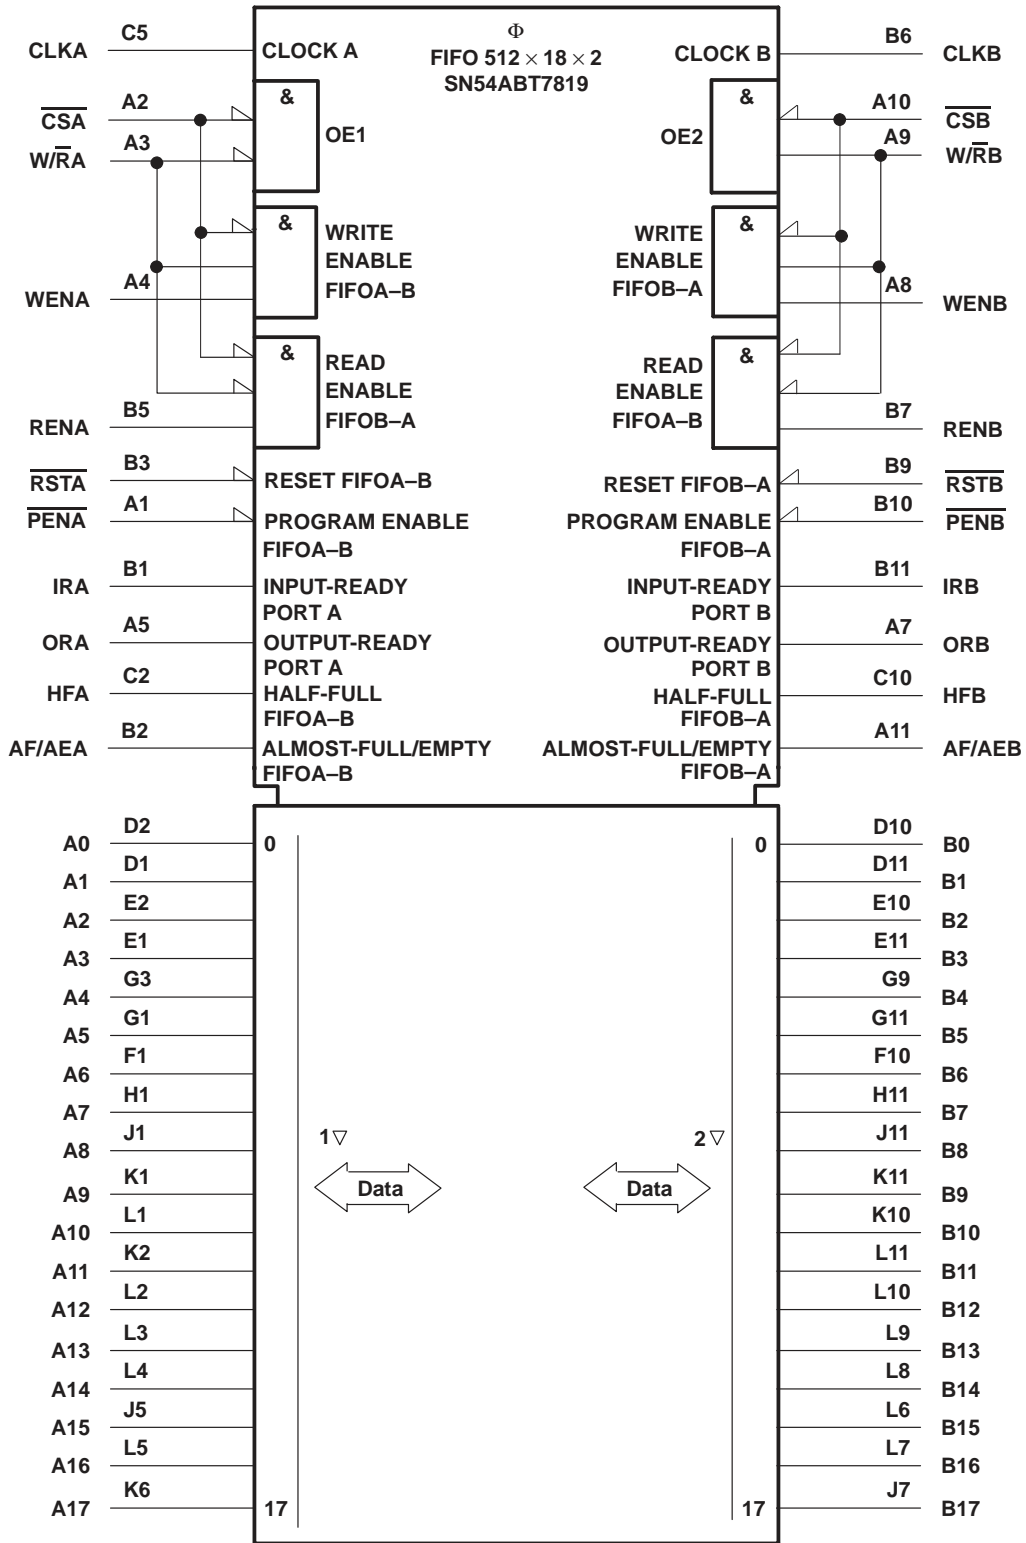 Φ
FIFO 512 × 18 × 2
SN54ABT7819
CLKA C5 CLOCK A CLOCK B B6 CLKB
& OE1 OE2 &
C̅S̅A̅ A2 A10 C̅S̅B̅
W/R̅A A3 A9 W/R̅B
& WRITE WRITE &
ENABLE ENABLE
WENA A4 FIFOA–B FIFOB–A A8 WENB
& READ READ &
ENABLE ENABLE
RENA B5 FIFOB–A FIFOA–B B7 RENB
R̅S̅T̅A̅ B3 RESET FIFOA–B RESET FIFOB–A B9 R̅S̅T̅B̅
P̅E̅N̅A̅ A1 PROGRAM ENABLE PROGRAM ENABLE B10 P̅E̅N̅B̅
FIFOA–B FIFOB–A
IRA B1 INPUT-READY INPUT-READY B11 IRB
PORT A PORT B
ORA A5 OUTPUT-READY OUTPUT-READY A7 ORB
PORT A PORT B
HFA C2 HALF-FULL HALF-FULL C10 HFB
FIFOA–B FIFOB–A
AF/AEA B2 ALMOST-FULL/EMPTY ALMOST-FULL/EMPTY A11 AF/AEB
FIFOA–B FIFOB–A
A0 D2 0 0 D10 B0
A1 D1 D11 B1
A2 E2 E10 B2
A3 E1 E11 B3
A4 G3 G9 B4
A5 G1 G11 B5
A6 F1 F10 B6
A7 H1 H11 B7
A8 J1 1▽ 2▽ J11 B8
A9 K1 Data Data K11 B9
A10 L1 K10 B10
A11 K2 L11 B11
A12 L2 L10 B12
A13 L3 L9 B13
A14 L4 L8 B14
A15 J5 L6 B15
A16 L5 L7 B16
A17 K6 17 17 J7 B17